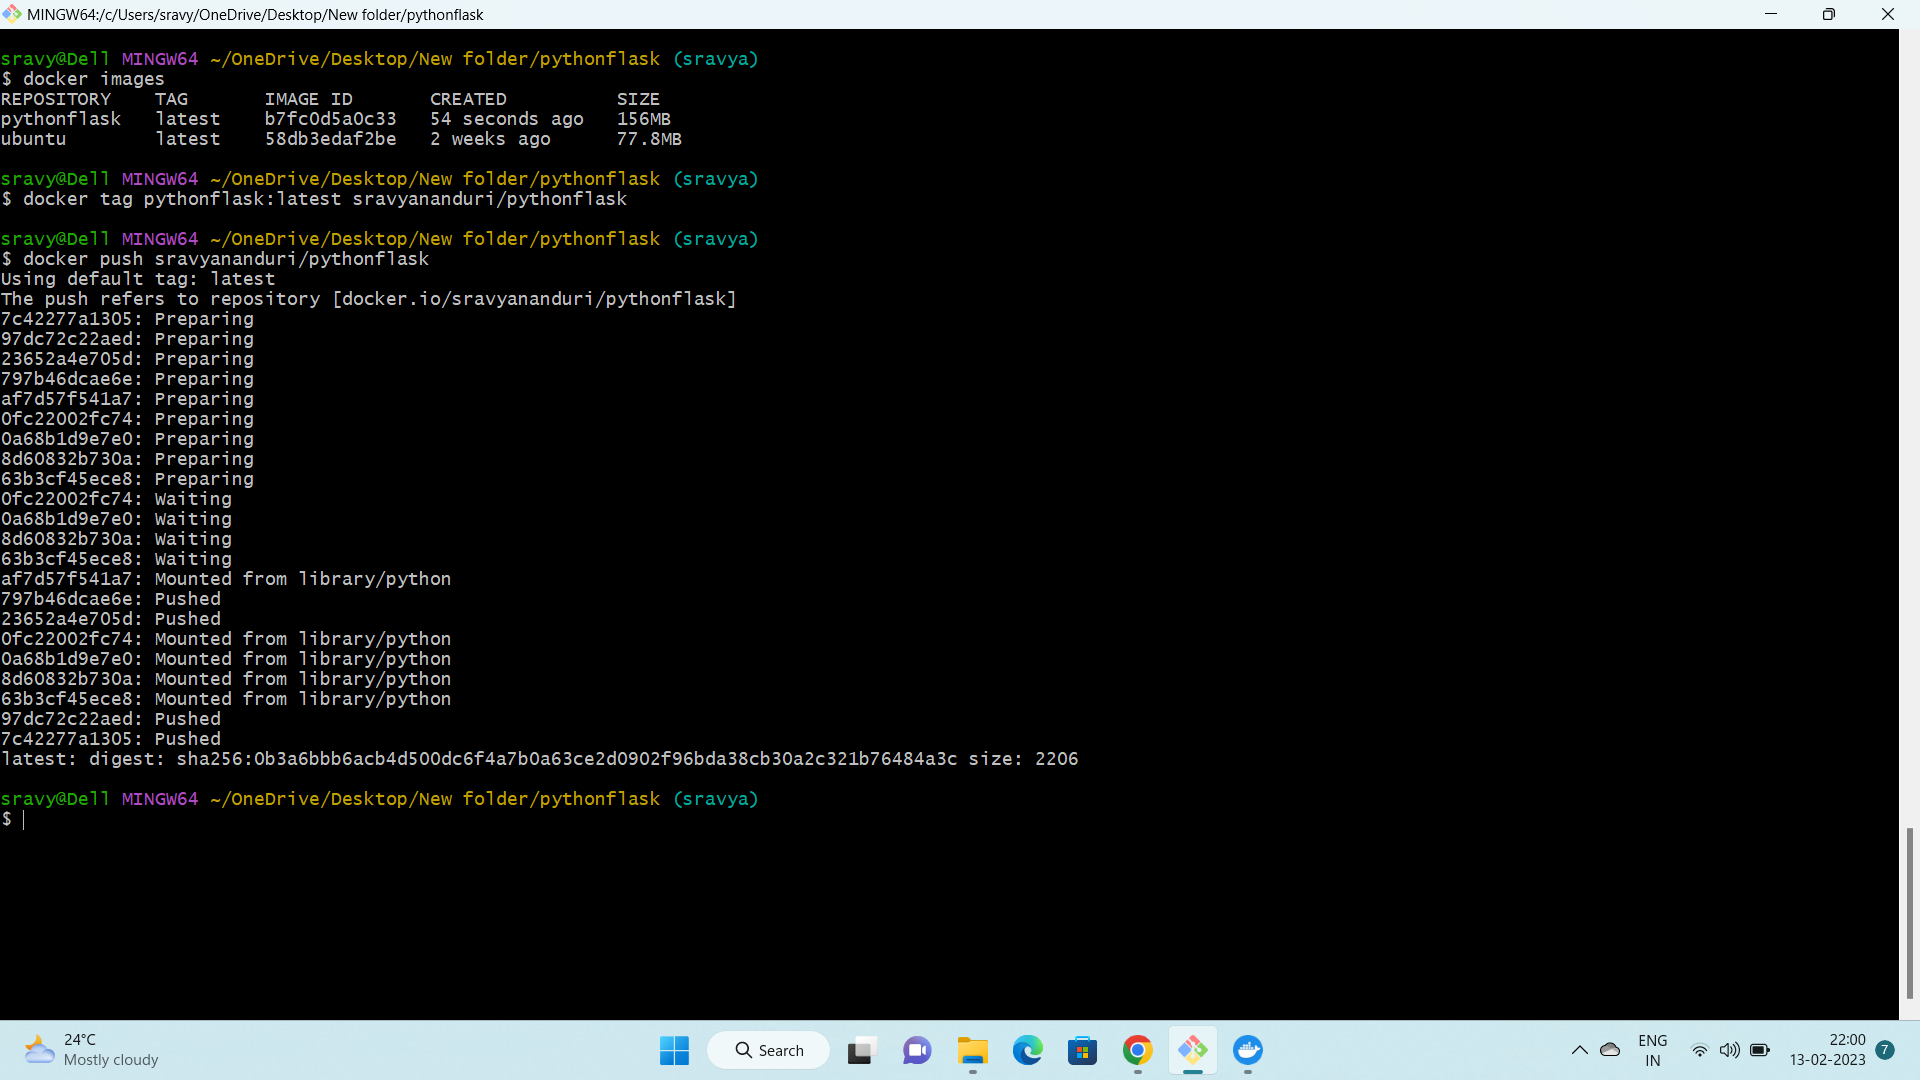 MINGW64:/c/Users/sravy/OneDrive/Desktop/New folder/pythonflask
sravy@Dell MINGW64 ~/OneDrive/Desktop/New folder/pythonflask (sravya)
$ docker images
REPOSITORY    TAG       IMAGE ID       CREATED          SIZE
pythonflask   latest    b7fc0d5a0c33   54 seconds ago   156MB
ubuntu        latest    58db3edaf2be   2 weeks ago      77.8MB
sravy@Dell MINGW64 ~/OneDrive/Desktop/New folder/pythonflask (sravya)
$ docker tag pythonflask:latest sravyananduri/pythonflask
sravy@Dell MINGW64 ~/OneDrive/Desktop/New folder/pythonflask (sravya)
$ docker push sravyananduri/pythonflask
Using default tag: latest
The push refers to repository [docker.io/sravyananduri/pythonflask]
7c42277a1305: Preparing
97dc72c22aed: Preparing
23652a4e705d: Preparing
797b46dcae6e: Preparing
af7d57f541a7: Preparing
0fc22002fc74: Preparing
0a68b1d9e7e0: Preparing
8d60832b730a: Preparing
63b3cf45ece8: Preparing
0fc22002fc74: Waiting
0a68b1d9e7e0: Waiting
8d60832b730a: Waiting
63b3cf45ece8: Waiting
af7d57f541a7: Mounted from library/python
797b46dcae6e: Pushed
23652a4e705d: Pushed
0fc22002fc74: Mounted from library/python
0a68b1d9e7e0: Mounted from library/python
8d60832b730a: Mounted from library/python
63b3cf45ece8: Mounted from library/python
97dc72c22aed: Pushed
7c42277a1305: Pushed
latest: digest: sha256:0b3a6bbb6acb4d500dc6f4a7b0a63ce2d0902f96bda38cb30a2c321b76484a3c size: 2206
sravy@Dell MINGW64 ~/OneDrive/Desktop/New folder/pythonflask (sravya)
$
24°C
Mostly cloudy
Search
ENG
IN
22:00
13-02-2023
7